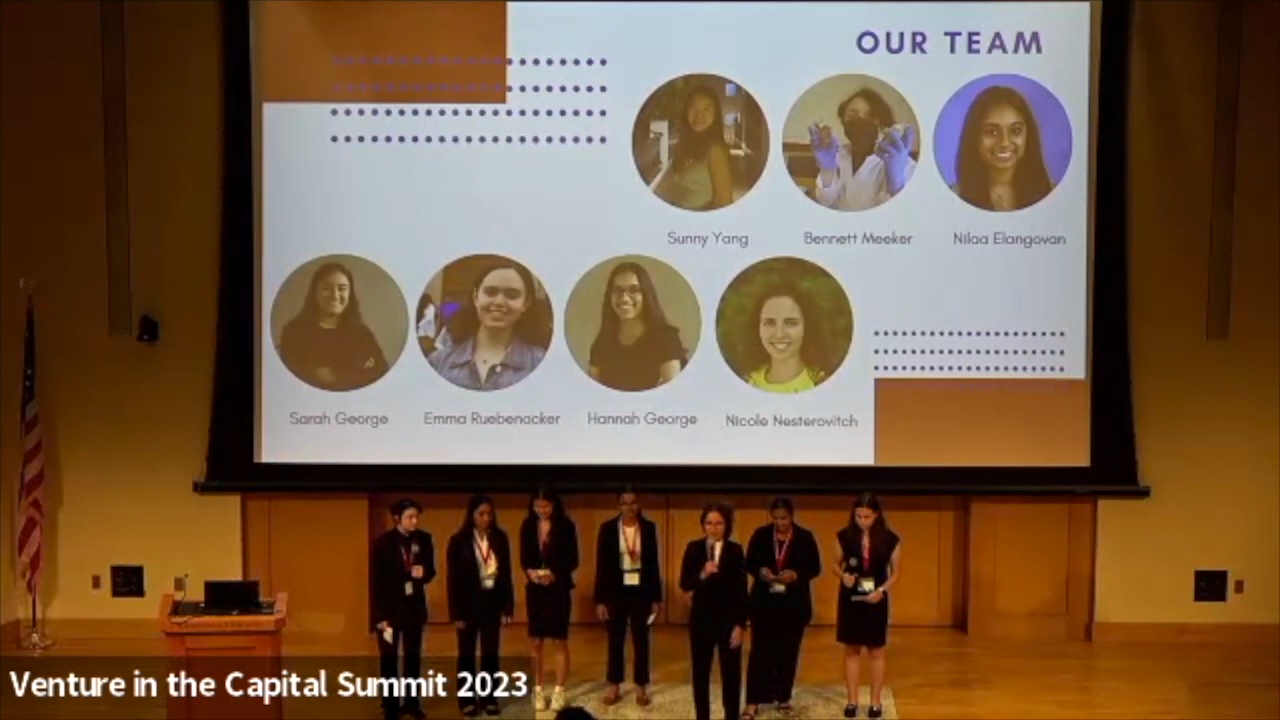 OUR TEAM
Sunny Yang
Bennett Meeker
Nilaa Elangovan
Sarah George
Emma Ruebenacker
Hannah George
Nicole Nesterovitch
Venture in the Capital Summit 2023